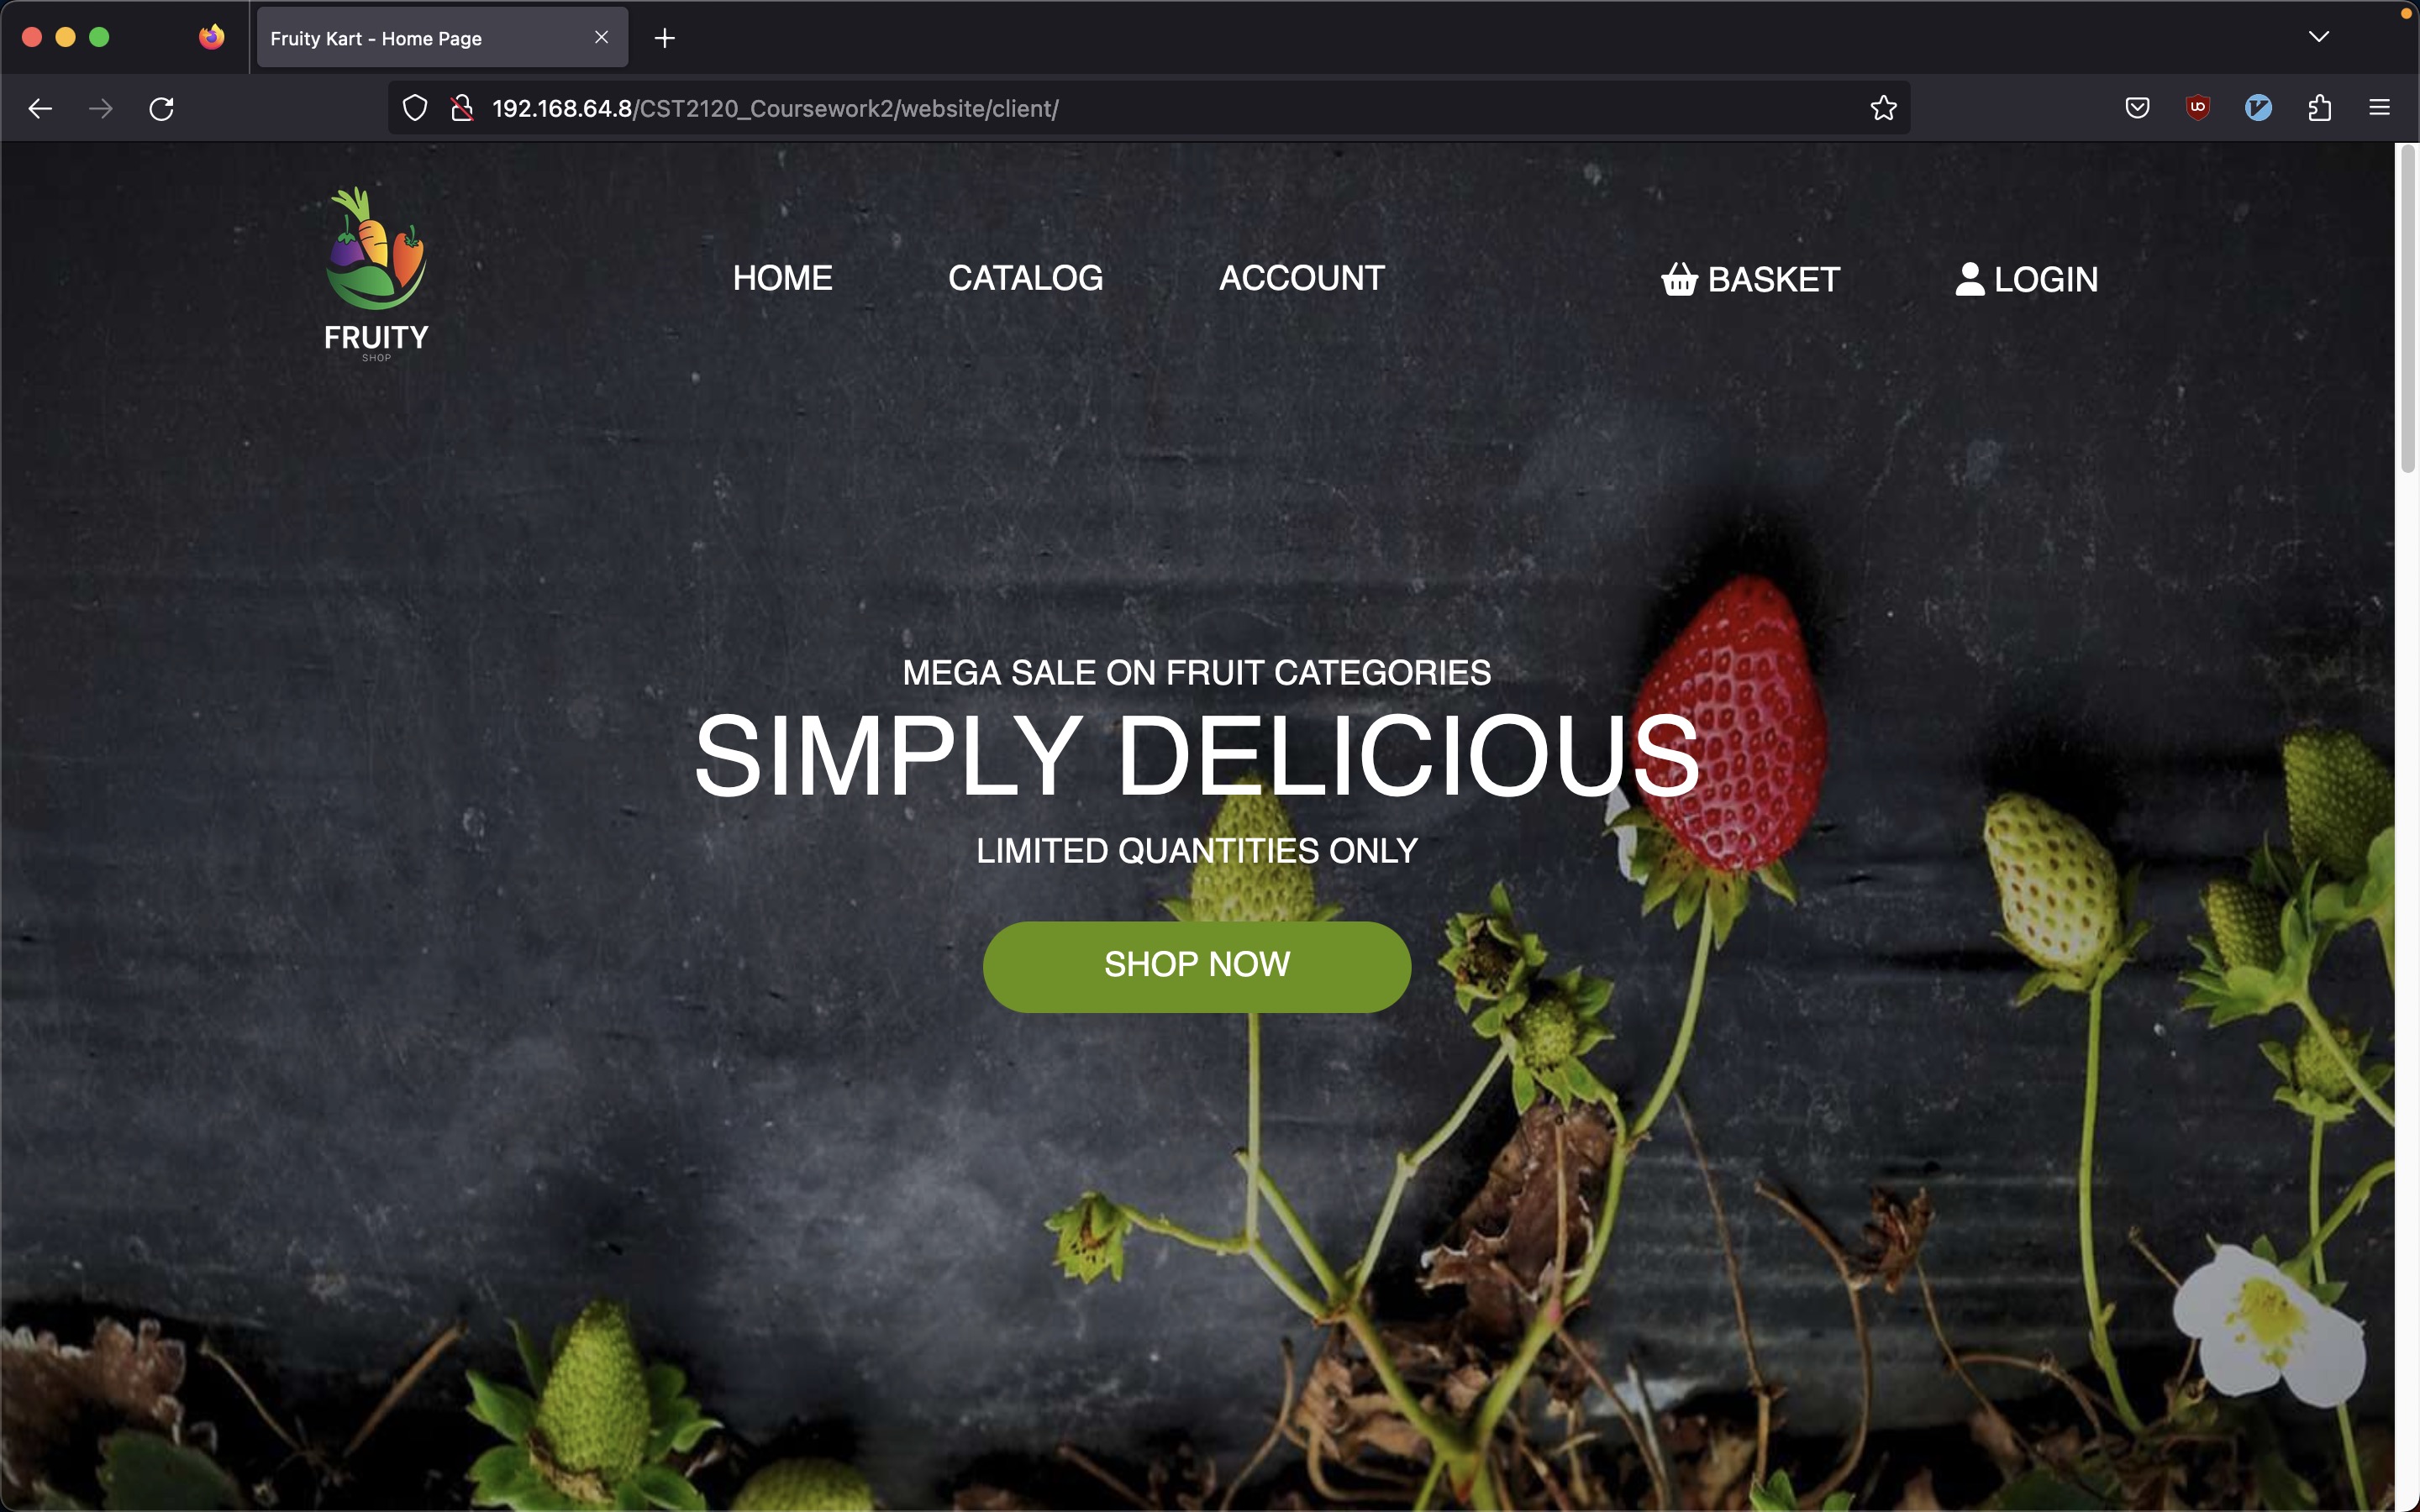 Fruity Kart - Home Page
192.168.64.8/CST2120_Coursework2/website/client/
FRUITY
SHOP
HOME
CATALOG
ACCOUNT
BASKET
LOGIN
MEGA SALE ON FRUIT CATEGORIES
SIMPLY DELICIOUS
LIMITED QUANTITIES ONLY
SHOP NOW